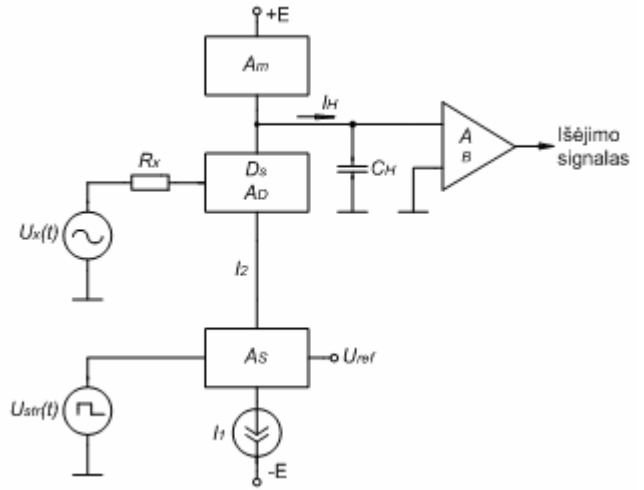 +E
Am
IH
A
B
Išėjimo
signalas
Rx
Ds
AD
CH
Ux(t)
I2
AS
Uref
Ustr(t)
I1
-E